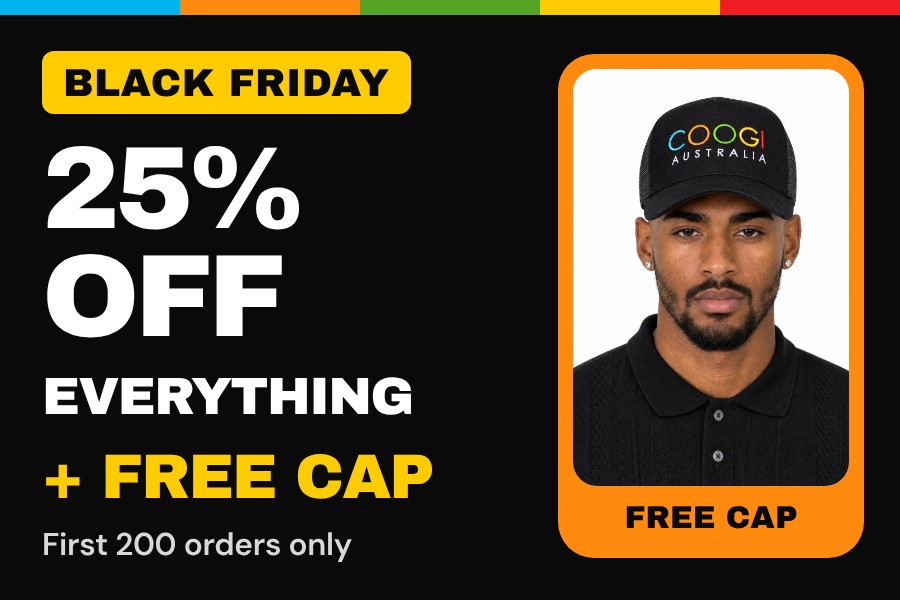 BLACK FRIDAY
25%
OFF
EVERYTHING
+ FREE CAP
First 200 orders only
COOGI
AUSTRALIA
FREE CAP